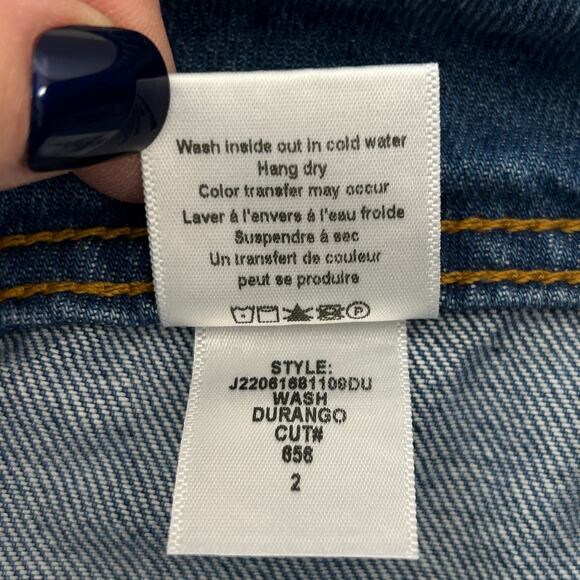 Wash inside out in cold water
Hang dry
Color transfer may occur
Laver á l'envers á l'eau froide
Suspendre á sec
Un transfert de couleur
peut se produire
P
STYLE:
J22061681109DU
WASH
DURANGO
CUT#
656
2